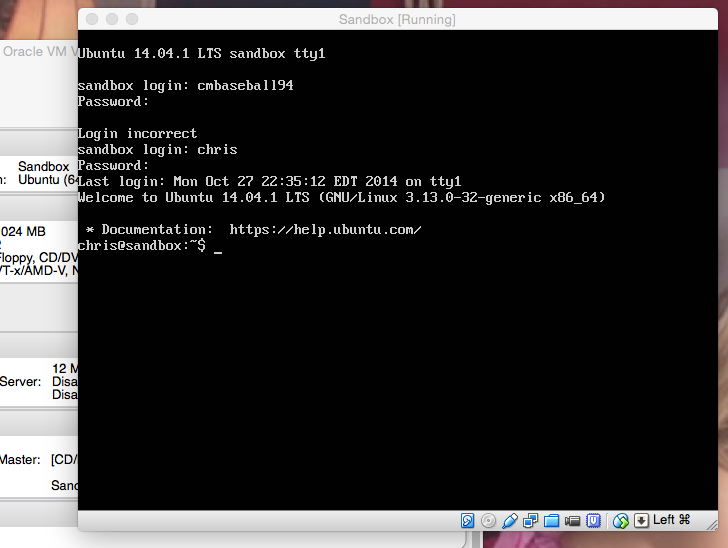 Sandbox [Running]
Oracle VM V
Ubuntu 14.04.1 LTS sandbox tty1
sandbox login: cmbaseball94
Password:
Login incorrect
sandbox login: chris
Password:
Last login: Mon Oct 27 22:35:12 EDT 2014 on tty1
Welcome to Ubuntu 14.04.1 LTS (GNU/Linux 3.13.0-32-generic x86_64)
* Documentation: https://help.ubuntu.com/
chris@sandbox:~$ _
Sandbox
n: Ubuntu (64
024 MB
Floppy, CD/DV
VT-x/AMD-V, N
12 M
Server: Disa
Disa
Master: [CD/
Sand
Left ⌘